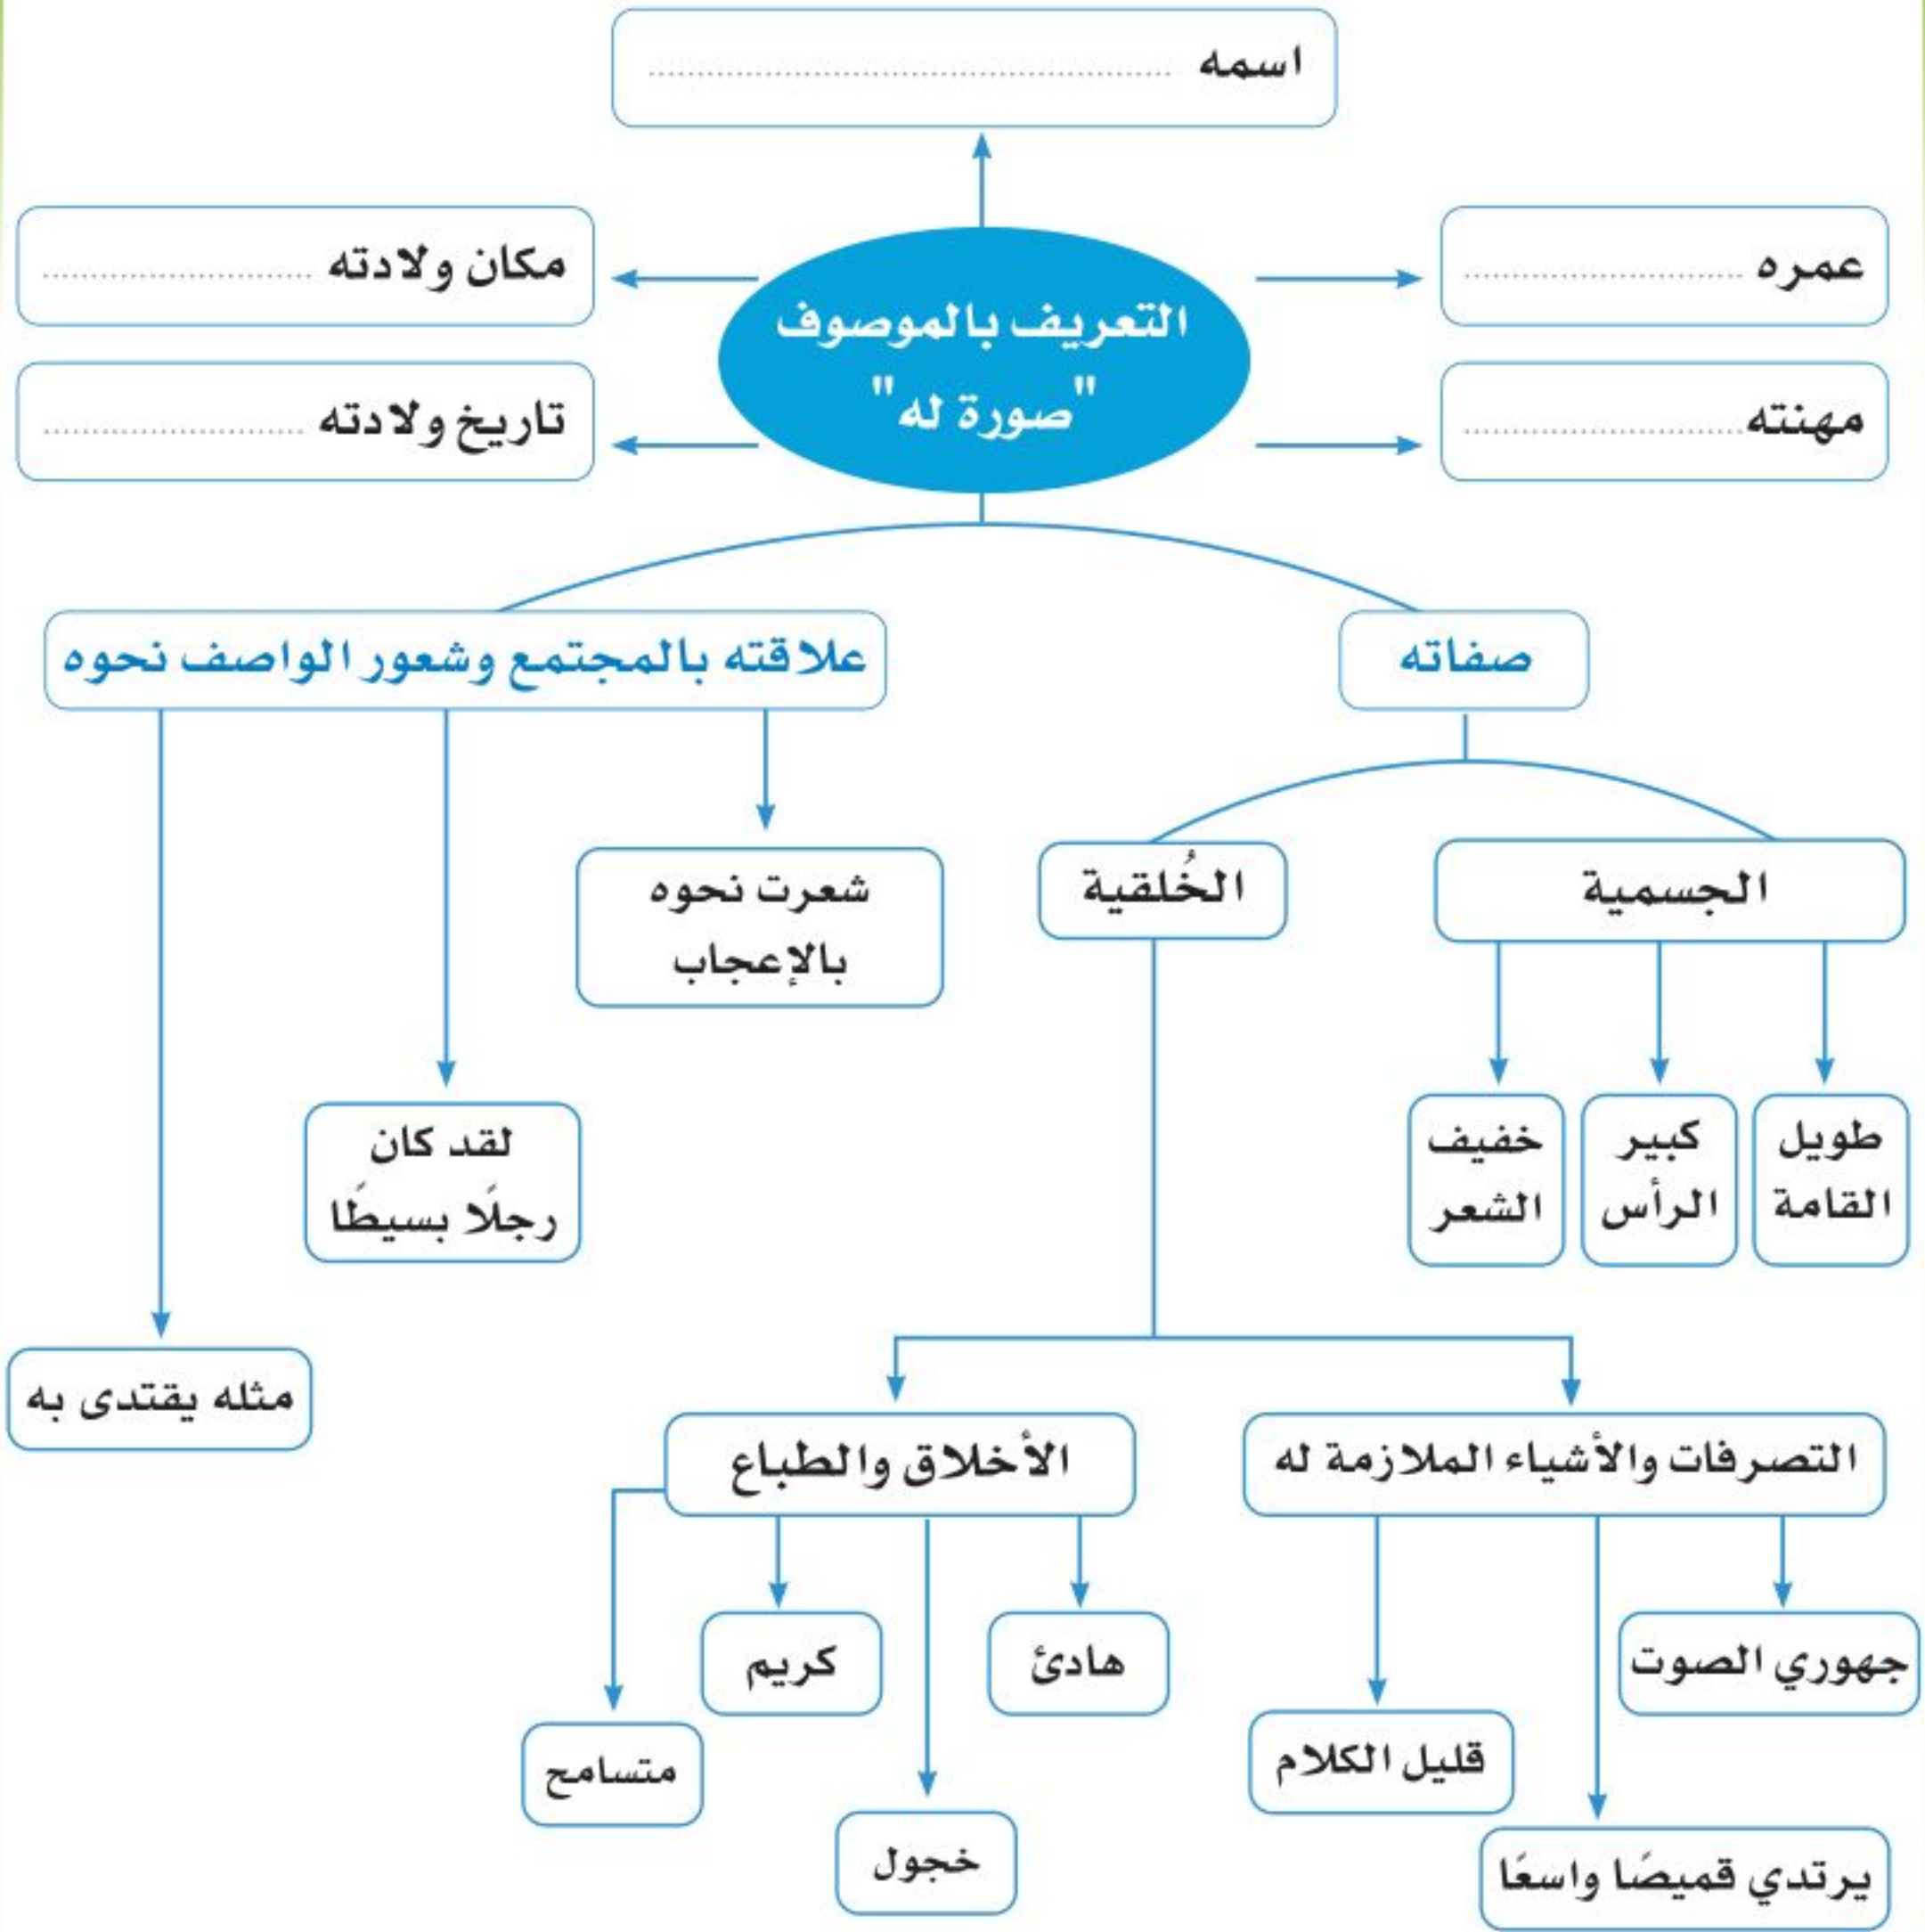 اسمه ........................................
عمره ........................................
مكان ولادته ........................................
التعريف بالموصوف
"صورة له"
مهنته ........................................
تاريخ ولادته ........................................
صفاته
علاقته بالمجتمع وشعور الواصف نحوه
الجسمية
الخُلقية
شعرت نحوه
بالإعجاب
طويل
القامة
كبير
الرأس
خفيف
الشعر
لقد كان
رجلًا بسيطًا
مثله يقتدى به
التصرفات والأشياء الملازمة له
الأخلاق والطباع
جهوري الصوت
هادئ
كريم
قليل الكلام
متسامح
خجول
يرتدي قميصًا واسعًا